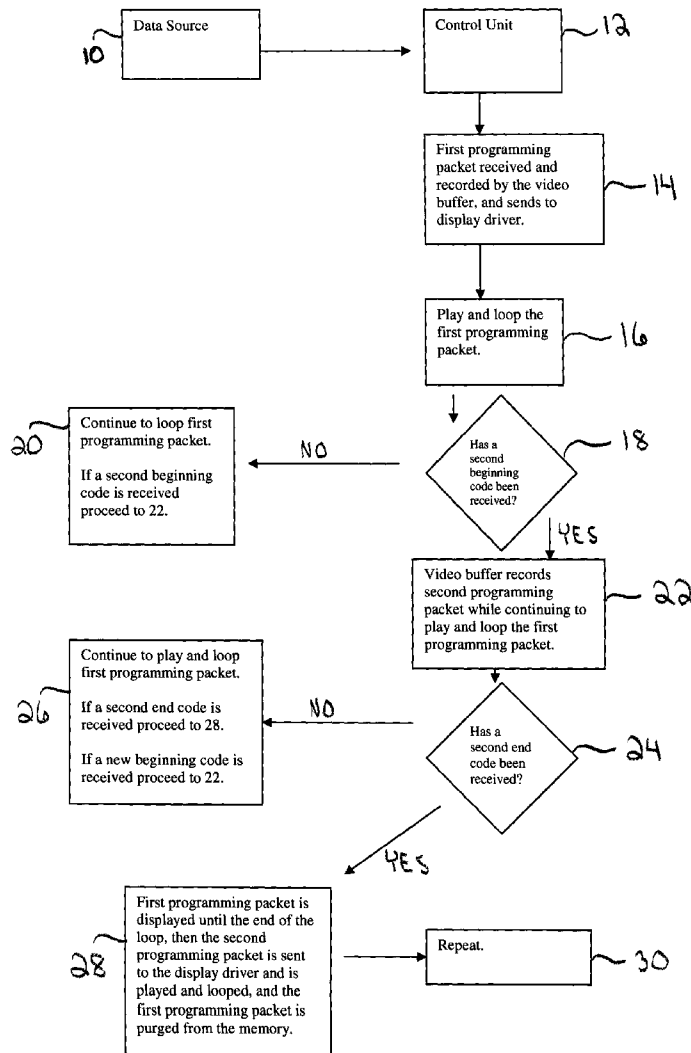 Data Source
10
Control Unit
12
First programming
packet received and
recorded by the video
buffer, and sends to
display driver.
14
Play and loop the
first programming
packet.
16
Has a
second
beginning
code been
received?
18
NO
Continue to loop first
programming packet.
If a second beginning
code is received
proceed to 22.
20
YES
Video buffer records
second programming
packet while continuing to
play and loop the first
programming packet.
22
Has a
second end
code been
received?
24
NO
Continue to play and loop
first programming packet.
If a second end code is
received proceed to 28.
If a new beginning code is
received proceed to 22.
26
YES
First programming packet is
displayed until the end of the
loop, then the second
programming packet is sent
to the display driver and is
played and looped, and the
first programming packet is
purged from the memory.
28
Repeat.
30